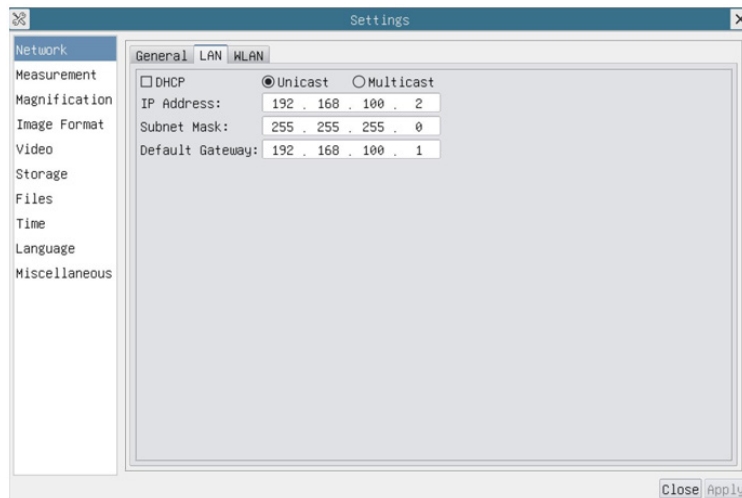 Settings
Network
Measurement
Magnification
Image Format
Video
Storage
Files
Time
Language
Miscellaneous
General LAN WLAN
DHCP Unicast Multicast
IP Address: 192 . 168 . 100 . 2
Subnet Mask: 255 . 255 . 255 . 0
Default Gateway: 192 . 168 . 100 . 1
Close Apply